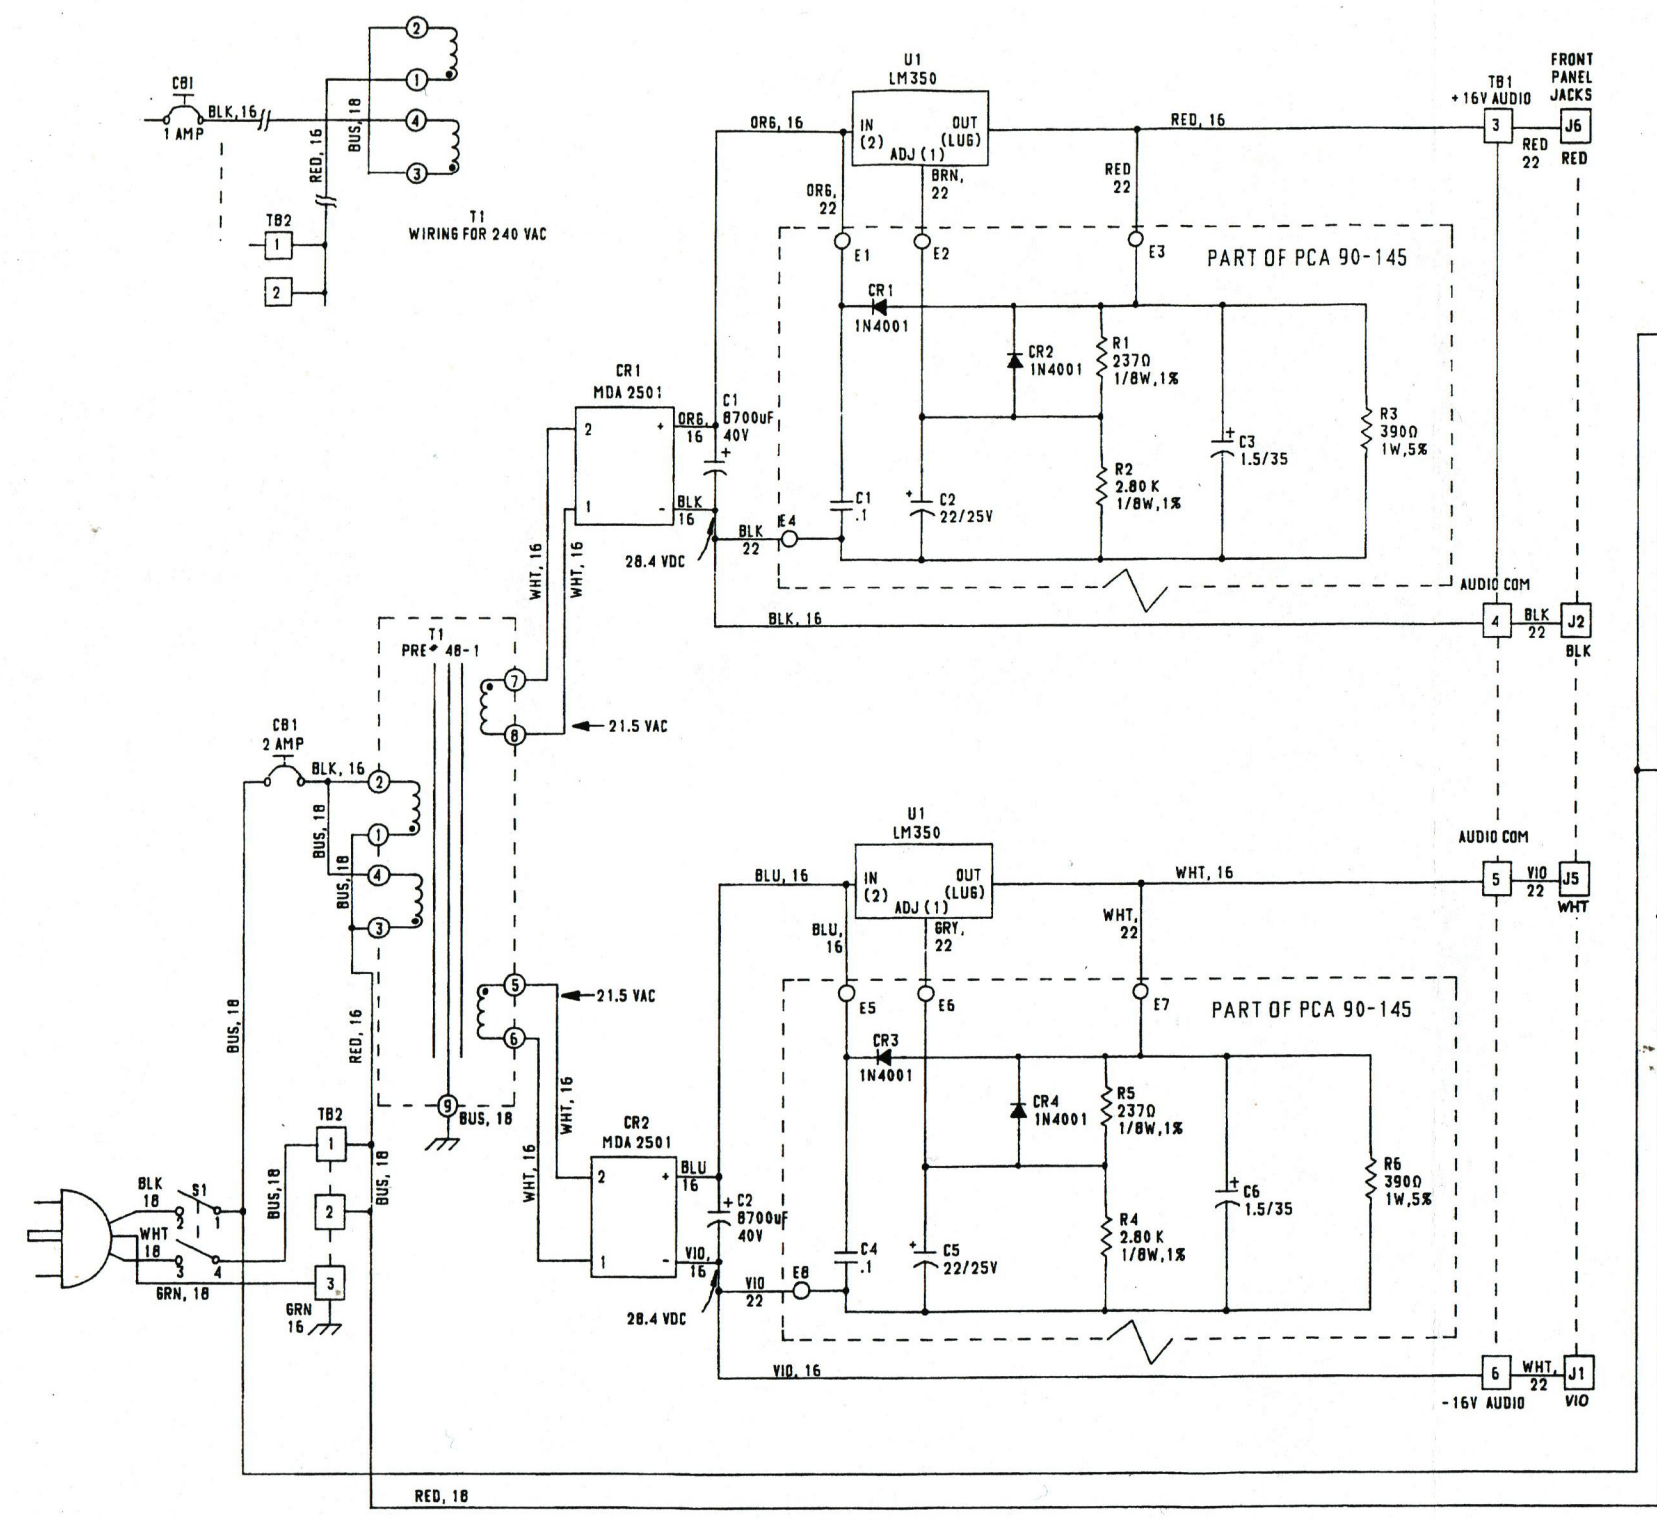 2
1
4
3
CB1
1 AMP
BLK,16
RED, 16
BUS, 18
T1
WIRING FOR 240 VAC
TB2
1
2
U1
LM350
IN
(2)
OUT
(LUG)
ADJ (1)
ORG, 16
ORG,
22
BRN,
22
RED
22
RED, 16
TB1
+16V AUDIO
3
RED
22
FRONT
PANEL
JACKS
J6
RED
E1
E2
E3
PART OF PCA 90-145
CR1
1N4001
CR2
1N4001
R1
237Ω
1/8W,1%
R2
2.80 K
1/8W,1%
C3
1.5/35
R3
390Ω
1W,5%
C1
.1
C2
22/25V
E4
CR1
MDA 2501
2
1
+
-
ORG,
16
BLK
16
C1
8700uF
40V
+
28.4 VDC
BLK
22
BLK, 16
AUDIO COM
4
BLK
22
J2
BLK
WHT, 16
WHT, 16
T1
PRE* 48-1
7
8
21.5 VAC
CB1
2 AMP
BLK, 16
BUS, 18
BUS, 18
2
1
4
3
5
6
21.5 VAC
9
BUS, 18
BUS, 18
RED, 16
WHT, 16
WHT, 16
U1
LM350
IN
(2)
OUT
(LUG)
ADJ (1)
BLU, 16
BLU,
16
GRY,
22
WHT,
22
WHT, 16
AUDIO COM
5
VIO
22
J5
WHT
E5
E6
E7
PART OF PCA 90-145
CR3
1N4001
CR4
1N4001
R5
237Ω
1/8W,1%
R4
2.80 K
1/8W,1%
C6
1.5/35
R6
390Ω
1W,5%
C4
.1
C5
22/25V
E8
CR2
MDA 2501
2
1
+
-
BLU
16
VIO,
16
C2
8700uF
40V
+
28.4 VDC
VIO
22
VIO, 16
6
-16V AUDIO
WHT,
22
J1
VIO
TB2
1
2
3
BUS,18
BUS, 18
BLK
18
S1
2
1
WHT
18
3
4
GRN, 18
GRN
16
RED, 18